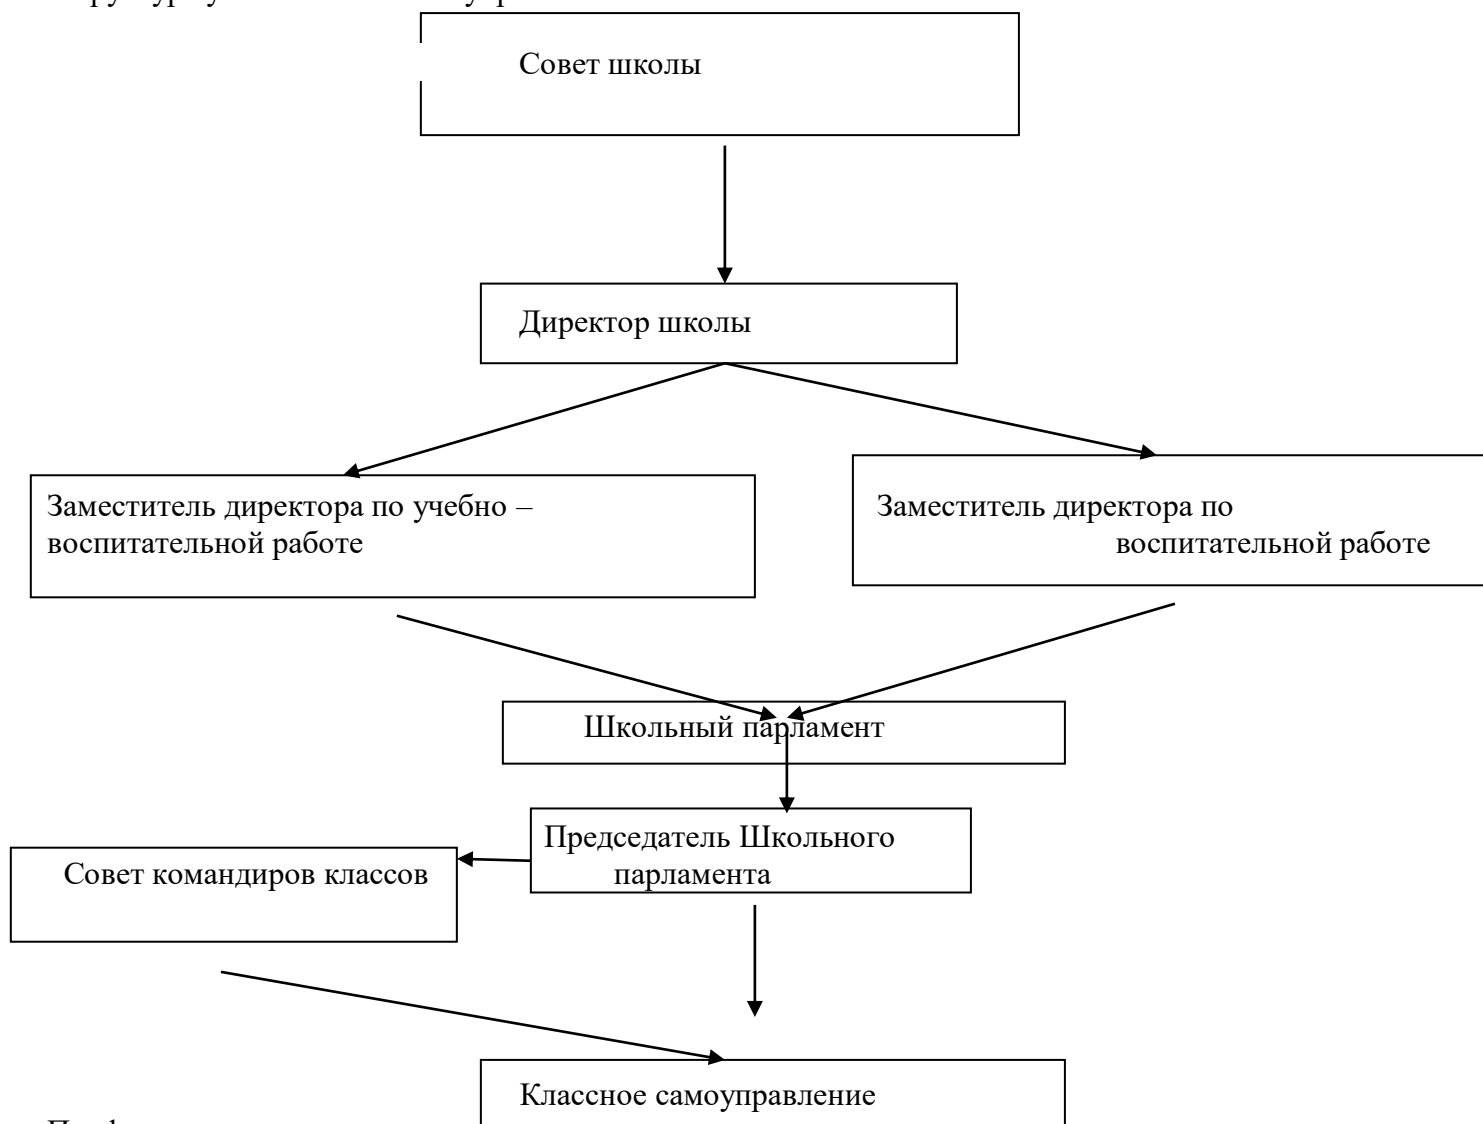 Совет школы
Директор школы
Заместитель директора по учебно –
воспитательной работе
Заместитель директора по
воспитательной работе
Школьный парламент
Председатель Школьного
парламента
Совет командиров классов
Классное самоуправление